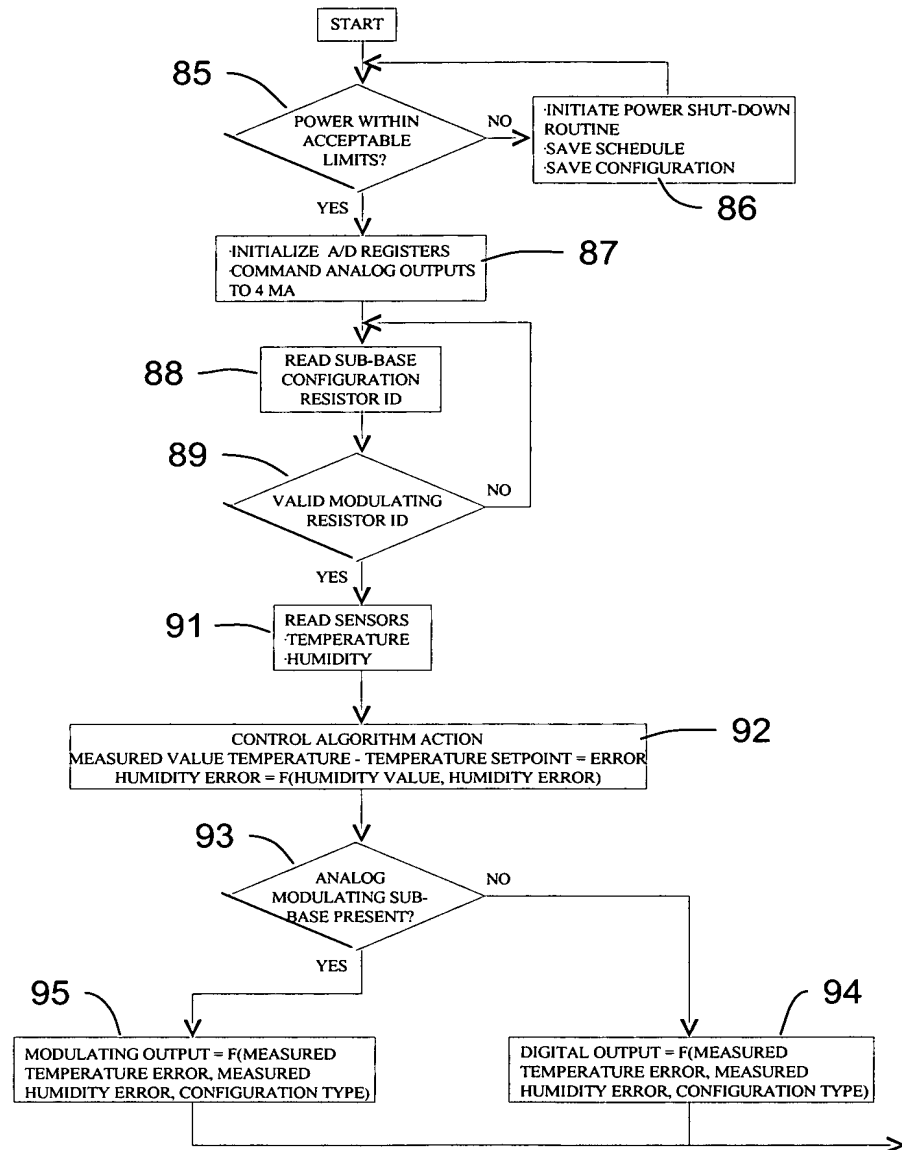 START
85
POWER WITHIN
ACCEPTABLE
LIMITS?
NO
·INITIATE POWER SHUT-DOWN
ROUTINE
·SAVE SCHEDULE
·SAVE CONFIGURATION
86
YES
·INITIALIZE A/D REGISTERS
·COMMAND ANALOG OUTPUTS
TO 4 MA
87
88
READ SUB-BASE
CONFIGURATION
RESISTOR ID
89
VALID MODULATING
RESISTOR ID
NO
YES
91
READ SENSORS
·TEMPERATURE
·HUMIDITY
92
CONTROL ALGORITHM ACTION
MEASURED VALUE TEMPERATURE - TEMPERATURE SETPOINT = ERROR
HUMIDITY ERROR = F(HUMIDITY VALUE, HUMIDITY ERROR)
93
ANALOG
MODULATING SUB-
BASE PRESENT?
NO
YES
95
MODULATING OUTPUT = F(MEASURED
TEMPERATURE ERROR, MEASURED
HUMIDITY ERROR, CONFIGURATION TYPE)
94
DIGITAL OUTPUT = F(MEASURED
TEMPERATURE ERROR, MEASURED
HUMIDITY ERROR, CONFIGURATION TYPE)